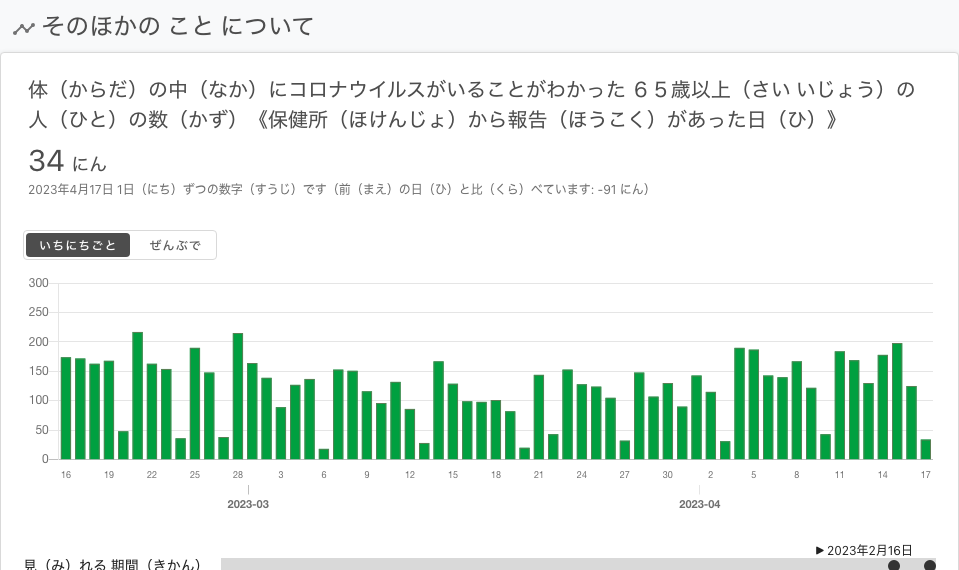 そのほかの こと について
体（からだ）の中（なか）にコロナウイルスがいることがわかった ６５歳以上（さい いじょう）の
人（ひと）の数（かず）《保健所（ほけんじょ）から報告（ほうこく）があった日（ひ）》
34 にん
2023年4月17日 1日（にち）ずつの数字（すうじ）です（前（まえ）の日（ひ）と比（くら）べています: -91 にん）
いちにちごと ぜんぶで
300
250
200
150
100
50
0
16 19 22 25 28 3 6 9 12 15 18 21 24 27 30 2 5 8 11 14 17
2023-03 2023-04
▶ 2023年2月16日
見（み）れる 期間（きかん）